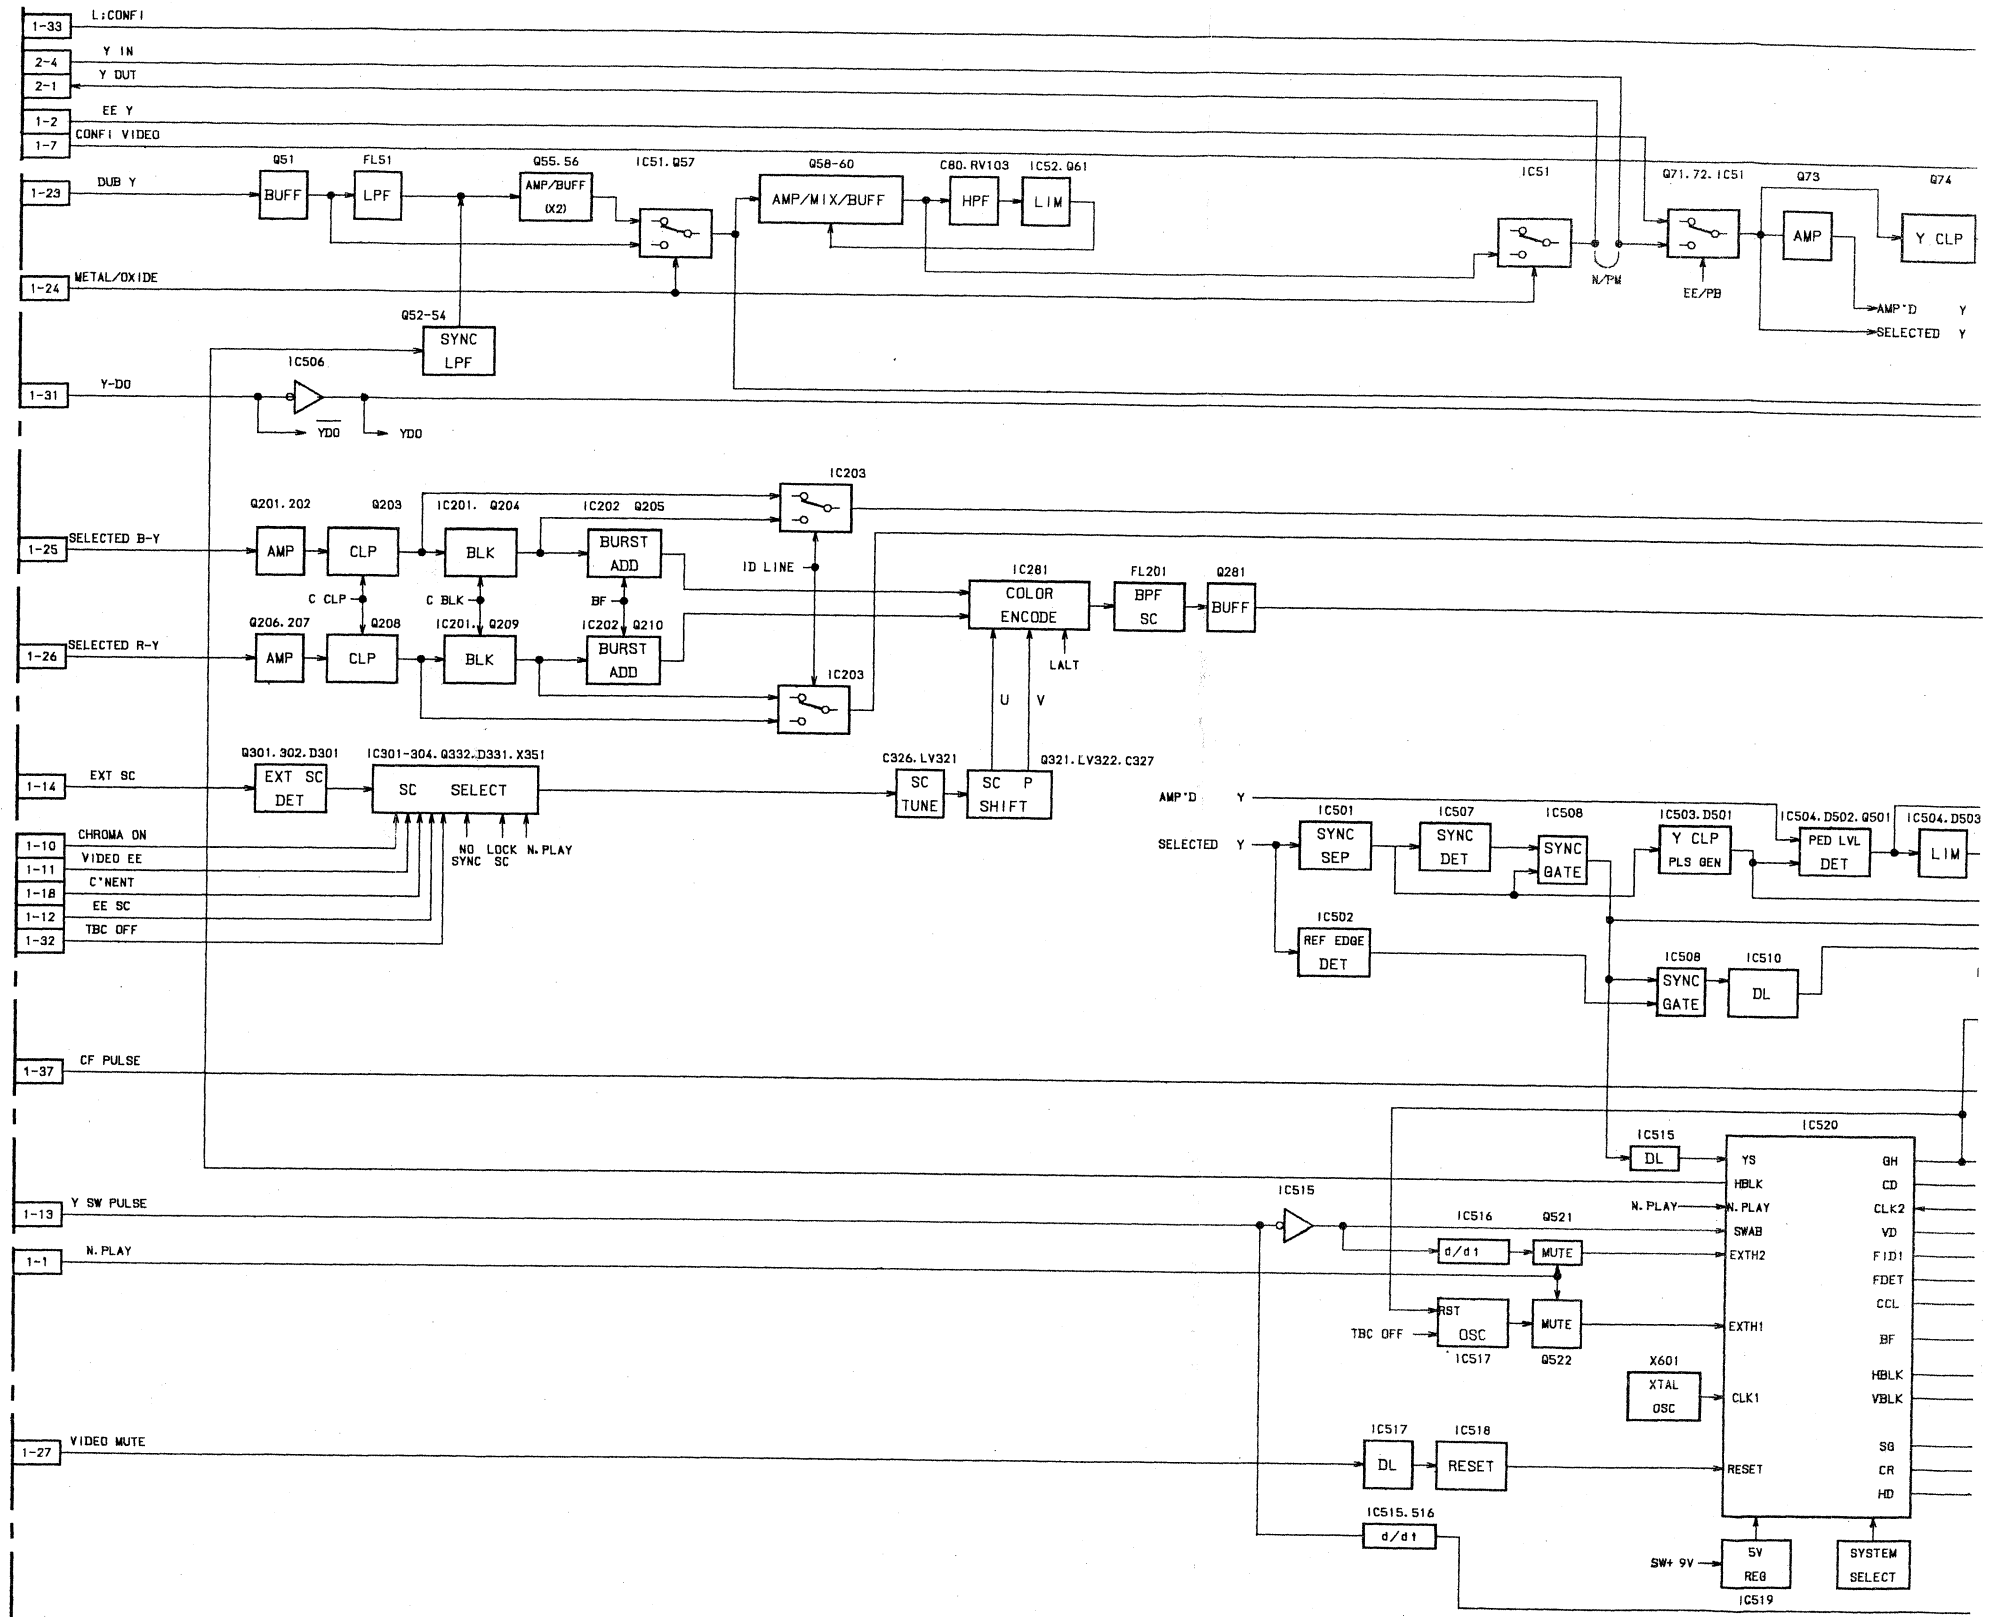 L;CONFI
1-33
Y IN
2-4
Y OUT
2-1
EE Y
1-2
CONFI VIDEO
1-7
Q51
FL51
Q55.56
IC51.Q57
Q58-60
C80.RV103
IC52.Q61
IC51
Q71.72.IC51
Q73
Q74
DUB Y
1-23
BUFF
LPF
AMP/BUFF
(X2)
AMP/MIX/BUFF
HPF
LIM
AMP
Y CLP
METAL/OXIDE
1-24
N/PM
EE/PB
AMP'D Y
SELECTED Y
Q52-54
SYNC
LPF
IC506
Y-DO
1-31
YDO
YDO
IC203
Q201.202
Q203
IC201. Q204
IC202 Q205
SELECTED B-Y
1-25
AMP
CLP
BLK
BURST
ADD
ID LINE
C CLP
C BLK
BF
IC281
FL201
Q281
COLOR
ENCODE
BPF
SC
BUFF
LALT
Q206.207
Q208
IC201. Q209
IC202. Q210
SELECTED R-Y
1-26
AMP
CLP
BLK
BURST
ADD
IC203
U
V
Q301.302.D301
IC301-304.Q332.D331.X351
C326.LV321
Q321.LV322.C327
EXT SC
1-14
EXT SC
DET
SC SELECT
SC
TUNE
SC P
SHIFT
CHROMA ON
1-10
VIDEO EE
1-11
C'NENT
1-18
EE SC
1-12
TBC OFF
1-32
NO LOCK N.PLAY
SYNC SC
AMP'D Y
SELECTED Y
IC501
IC507
IC508
IC503.D501
IC504.D502.Q501
IC504.D503
SYNC
SEP
SYNC
DET
SYNC
GATE
Y CLP
PLS GEN
PED LVL
DET
LIM
IC502
REF EDGE
DET
IC508
SYNC
GATE
IC510
DL
CF PULSE
1-37
IC515
DL
IC520
YS
HBLK
N.PLAY
N.PLAY
SWAB
EXTH2
EXTH1
CLK1
RESET
GH
CD
CLK2
VD
FID1
FDET
CCL
BF
HBLK
VBLK
SG
CR
HD
Y SW PULSE
1-13
IC515
IC516
Q521
d/dt
MUTE
N.PLAY
1-1
RST
OSC
MUTE
TBC OFF
IC517
Q522
X601
XTAL
OSC
VIDEO MUTE
1-27
IC517
IC518
DL
RESET
IC515.516
d/dt
SW+ 9V
5V
REG
IC519
SYSTEM
SELECT